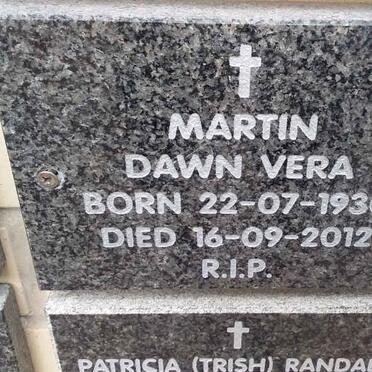 MARTIN
DAWN VERA
BORN 22-07-193
DIED 16-09-2012
R.I.P.
PATRICIA (TRISH)